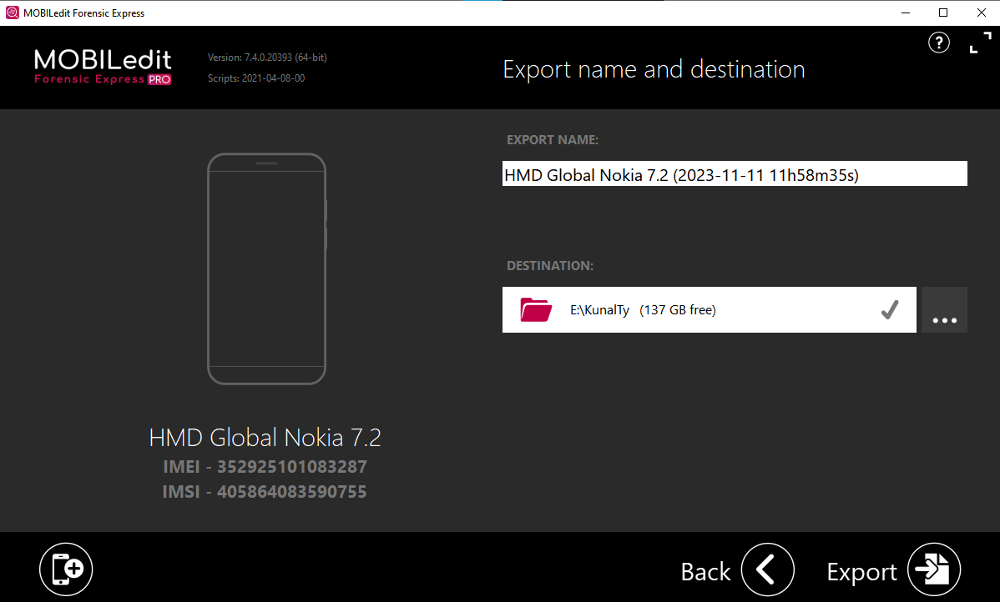 MOBILedit Forensic Express
MOBILedit
Forensic Express PRO
Version: 7.4.0.20393 (64-bit)
Scripts: 2021-04-08-00
Export name and destination
?
EXPORT NAME:
HMD Global Nokia 7.2 (2023-11-11 11h58m35s)
DESTINATION:
E:\KunalTy (137 GB free)
...
HMD Global Nokia 7.2
IMEI - 352925101083287
IMSI - 405864083590755
Back
Export